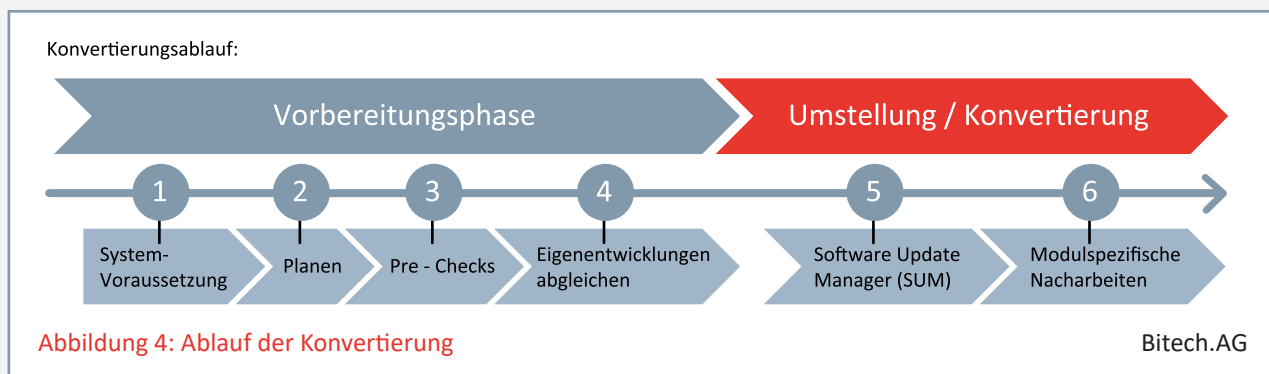 Konvertierungsablauf:
Vorbereitungsphase
Umstellung / Konvertierung
1
2
3
4
5
6
System-
Voraussetzung
Planen
Pre - Checks
Eigenentwicklungen
abgleichen
Software Update
Manager (SUM)
Modulspezifische
Nacharbeiten
Abbildung 4: Ablauf der Konvertierung
Bitech.AG